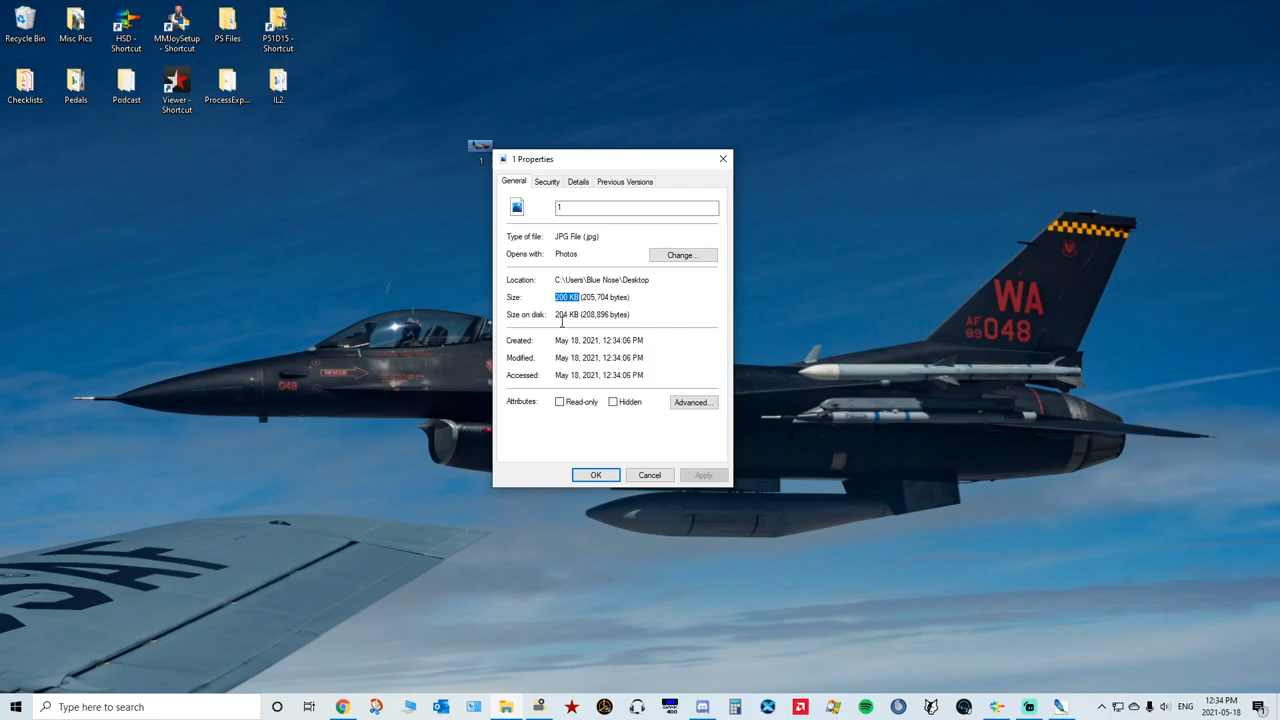 Recycle Bin
Misc Pics
HSD - Shortcut
MMJoySetup - Shortcut
PS Files
P51D15 - Shortcut
Checklists
Pedals
Podcast
Viewer - Shortcut
ProcessExp...
IL2
1
1 Properties
General Security Details Previous Versions
1
Type of file: JPG File (.jpg)
Opens with: Photos Change...
Location: C:\Users\Blue Nose\Desktop
Size: 200 KB (205,704 bytes)
Size on disk: 204 KB (208,896 bytes)
Created: May 18, 2021, 12:34:06 PM
Modified: May 18, 2021, 12:34:06 PM
Accessed: May 18, 2021, 12:34:06 PM
Attributes: Read-only Hidden Advanced...
OK Cancel Apply
WA
AF 89 048
RESCUE
048
SAF
Type here to search
ENG
12:34 PM
2021-05-18
1